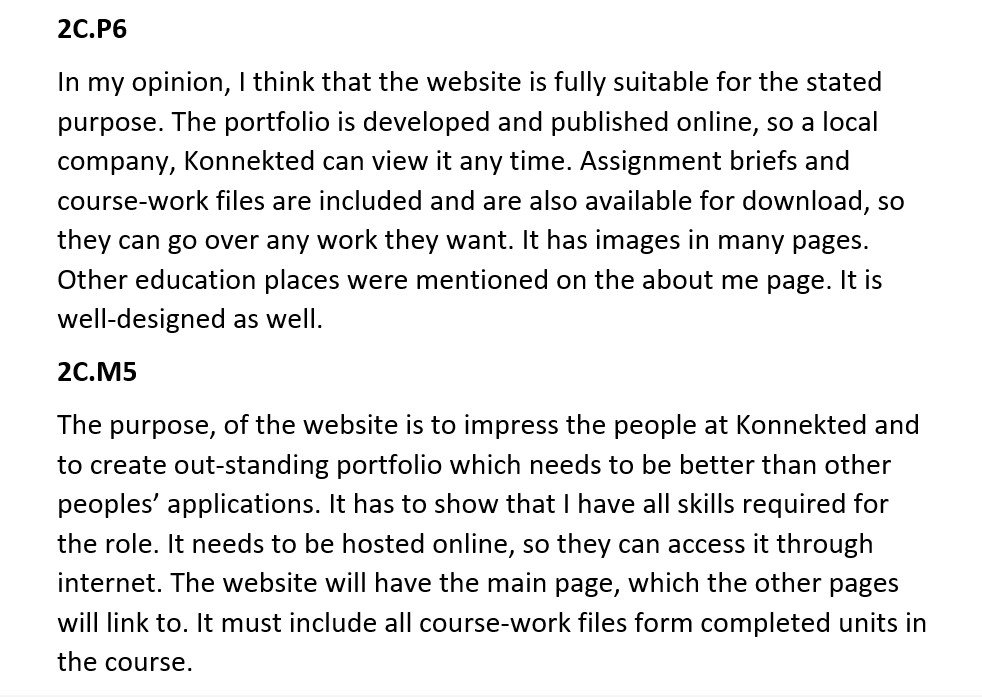 2C.P6
In my opinion, I think that the website is fully suitable for the stated
purpose. The portfolio is developed and published online, so a local
company, Konnekted can view it any time. Assignment briefs and
course-work files are included and are also available for download, so
they can go over any work they want. It has images in many pages.
Other education places were mentioned on the about me page. It is
well-designed as well.
2C.M5
The purpose, of the website is to impress the people at Konnekted and
to create out-standing portfolio which needs to be better than other
peoples’ applications. It has to show that I have all skills required for
the role. It needs to be hosted online, so they can access it through
internet. The website will have the main page, which the other pages
will link to. It must include all course-work files form completed units in
the course.